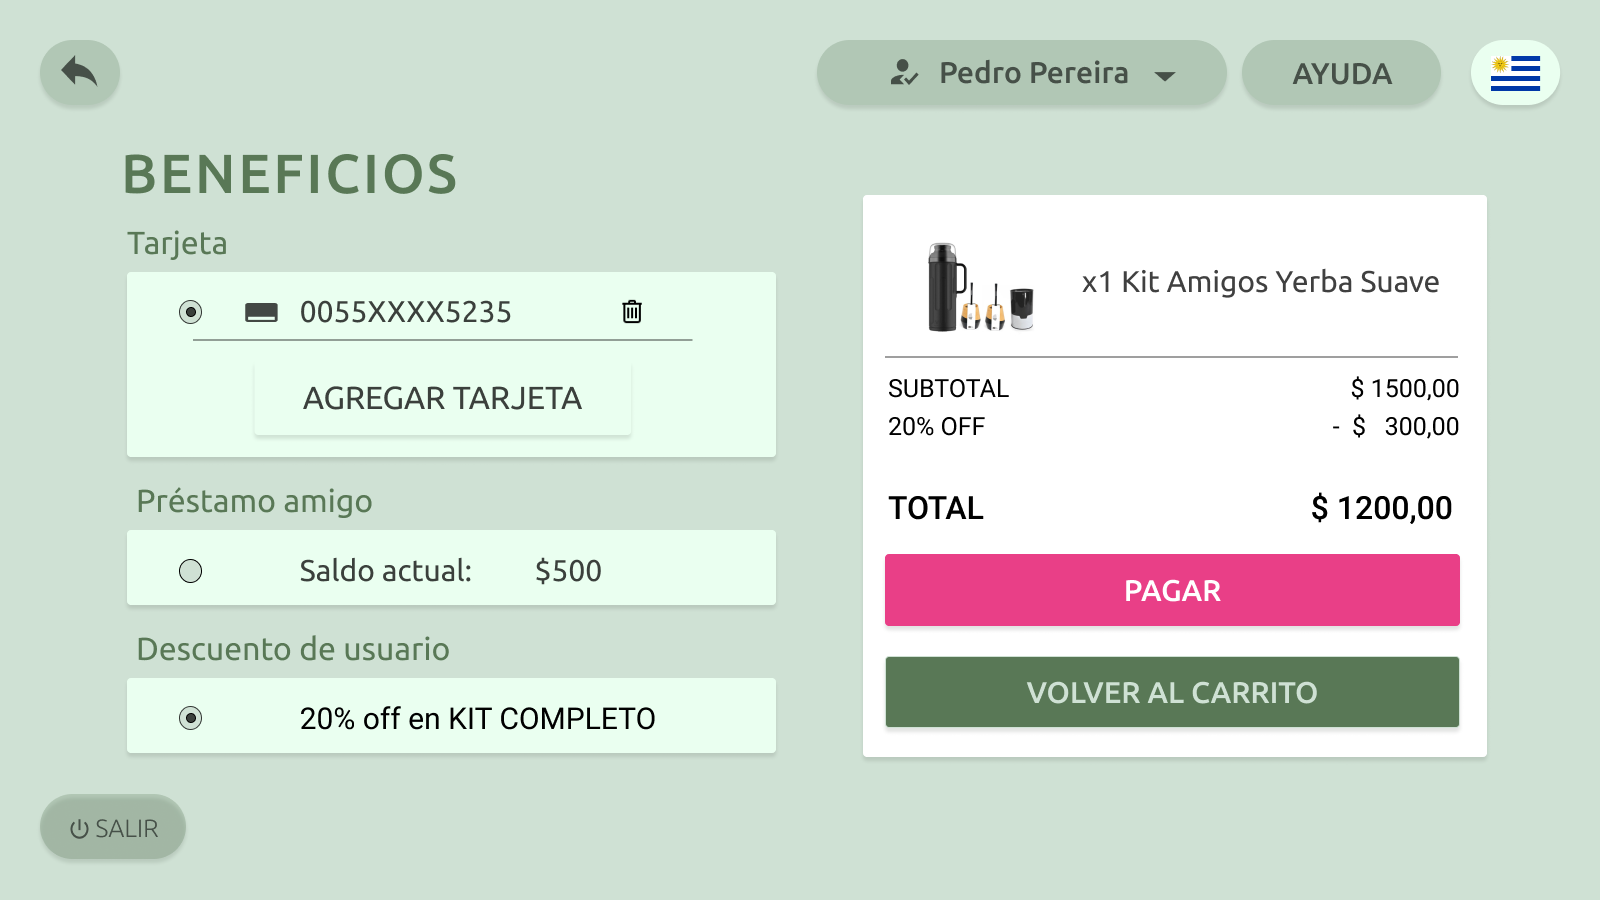 Pedro Pereira
AYUDA
BENEFICIOS
Tarjeta
0055XXXX5235
AGREGAR TARJETA
Préstamo amigo
Saldo actual: $500
Descuento de usuario
20% off en KIT COMPLETO
SALIR
x1 Kit Amigos Yerba Suave
SUBTOTAL $ 1500,00
20% OFF - $ 300,00
TOTAL $ 1200,00
PAGAR
VOLVER AL CARRITO